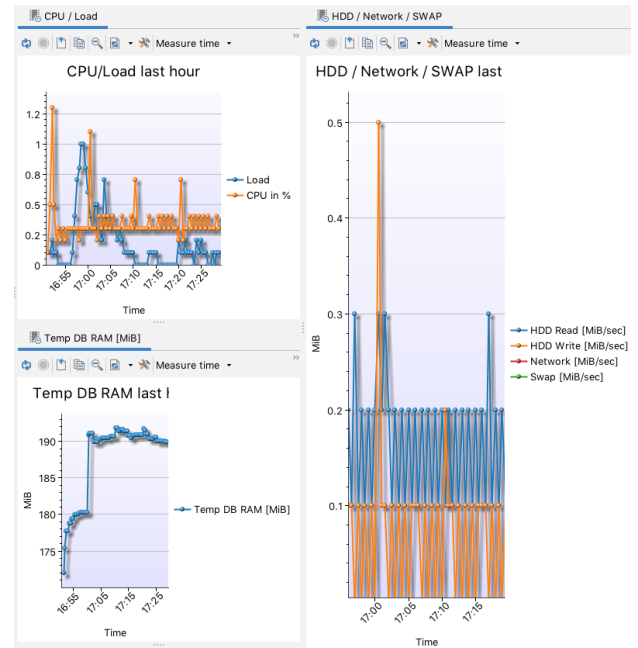 CPU / Load
Measure time
CPU/Load last hour
1.2
1
0.8
0.5
0.2
0
Load
CPU in %
16:55
17:00
17:05
17:10
17:15
17:20
17:25
Time
Temp DB RAM [MiB]
Measure time
Temp DB RAM last h
MiB
190
185
180
175
Temp DB RAM [MiB]
16:55
17:05
17:15
17:25
Time
HDD / Network / SWAP
Measure time
HDD / Network / SWAP last
MiB
0.5
0.4
0.3
0.2
0.1
HDD Read [MiB/sec]
HDD Write [MiB/sec]
Network [MiB/sec]
Swap [MiB/sec]
17:00
17:05
17:10
17:15
Time